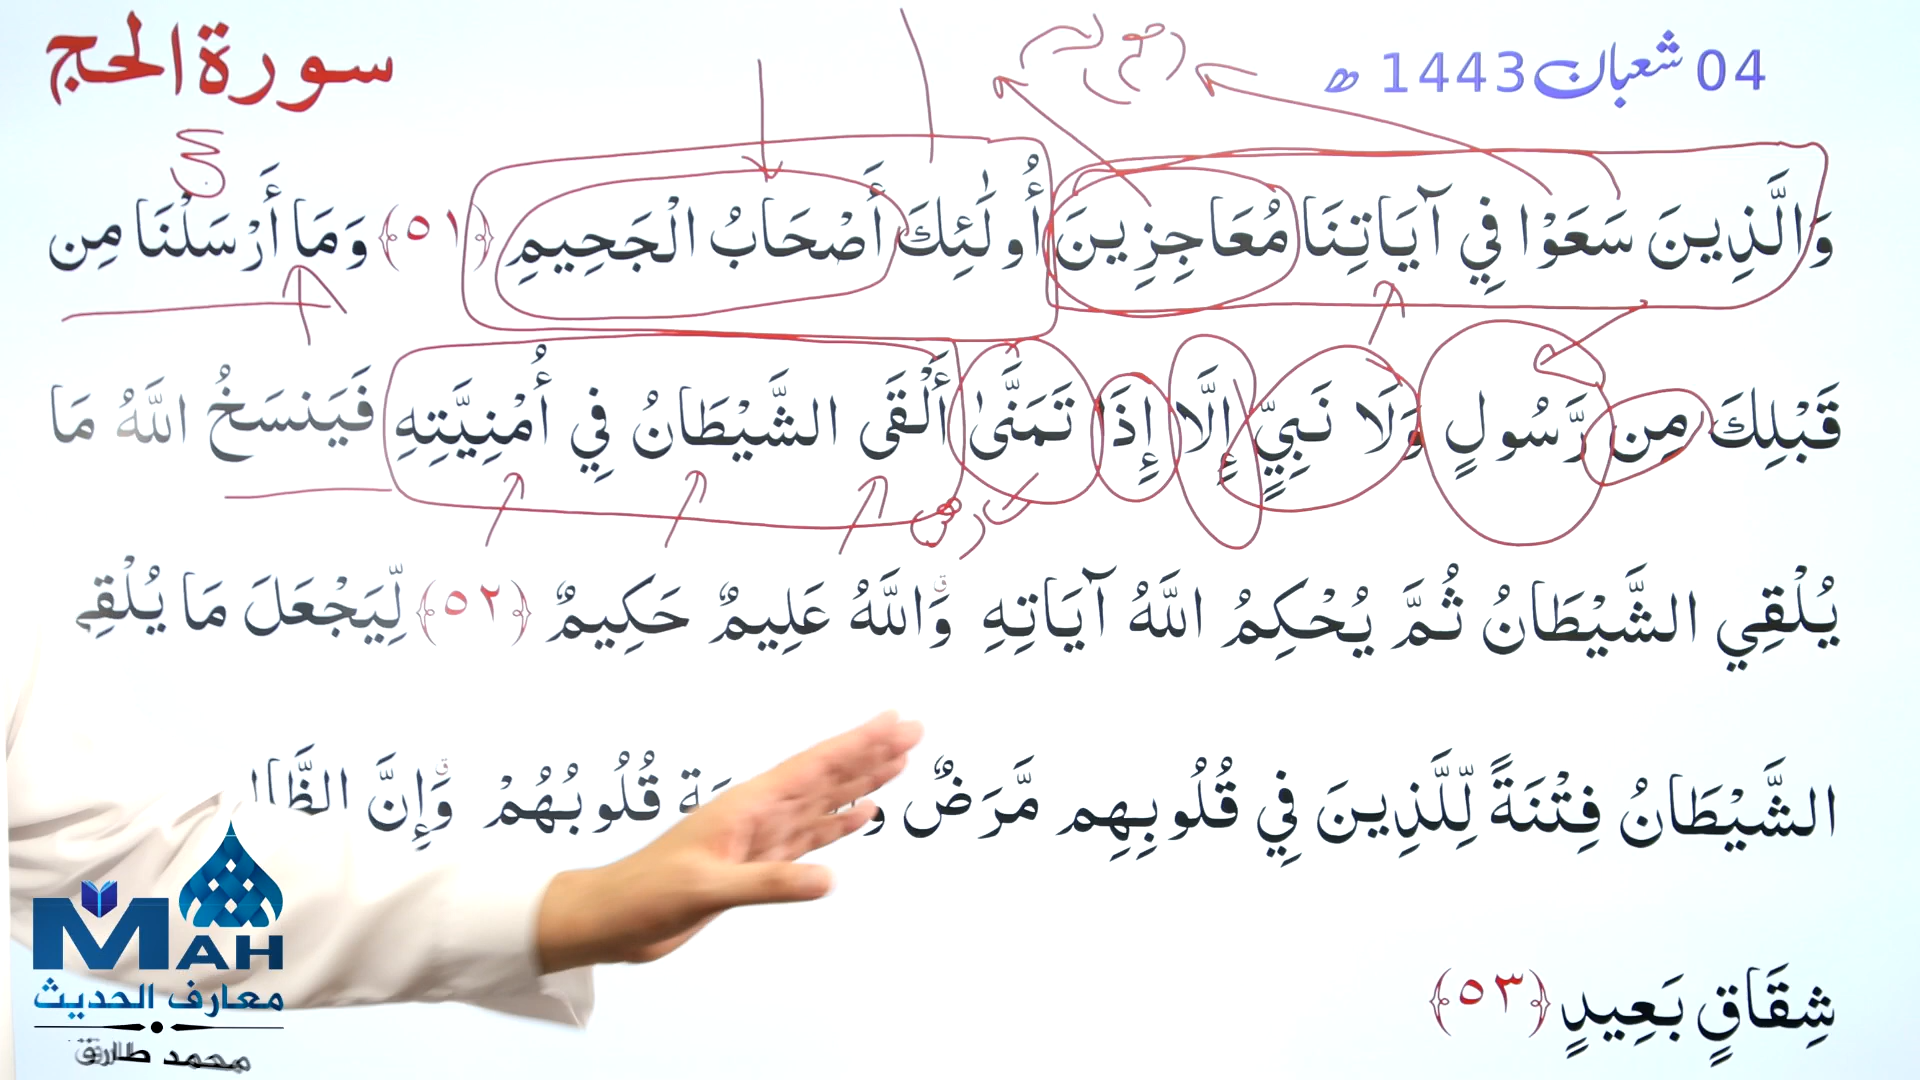 04 شعبان 1443 ھ
سورة الحج
وَالَّذِينَ سَعَوْا فِي آيَاتِنَا مُعَاجِزِينَ أُولَٰئِكَ أَصْحَابُ الْجَحِيمِ ﴿٥١﴾ وَمَا أَرْسَلْنَا مِن
قَبْلِكَ مِن رَّسُولٍ وَلَا نَبِيٍّ إِلَّا إِذَا تَمَنَّىٰ أَلْقَى الشَّيْطَانُ فِي أُمْنِيَّتِهِ فَيَنسَخُ اللَّهُ مَا
يُلْقِي الشَّيْطَانُ ثُمَّ يُحْكِمُ اللَّهُ آيَاتِهِ ۗ وَاللَّهُ عَلِيمٌ حَكِيمٌ ﴿٥٢﴾ لِّيَجْعَلَ مَا يُلْقِي
الشَّيْطَانُ فِتْنَةً لِّلَّذِينَ فِي قُلُوبِهِم مَّرَضٌ قُلُوبُهُمْ ۗ وَإِنَّ
شِقَاقٍ بَعِيدٍ ﴿٥٣﴾
MAH
معارف الحديث
محمد طارق